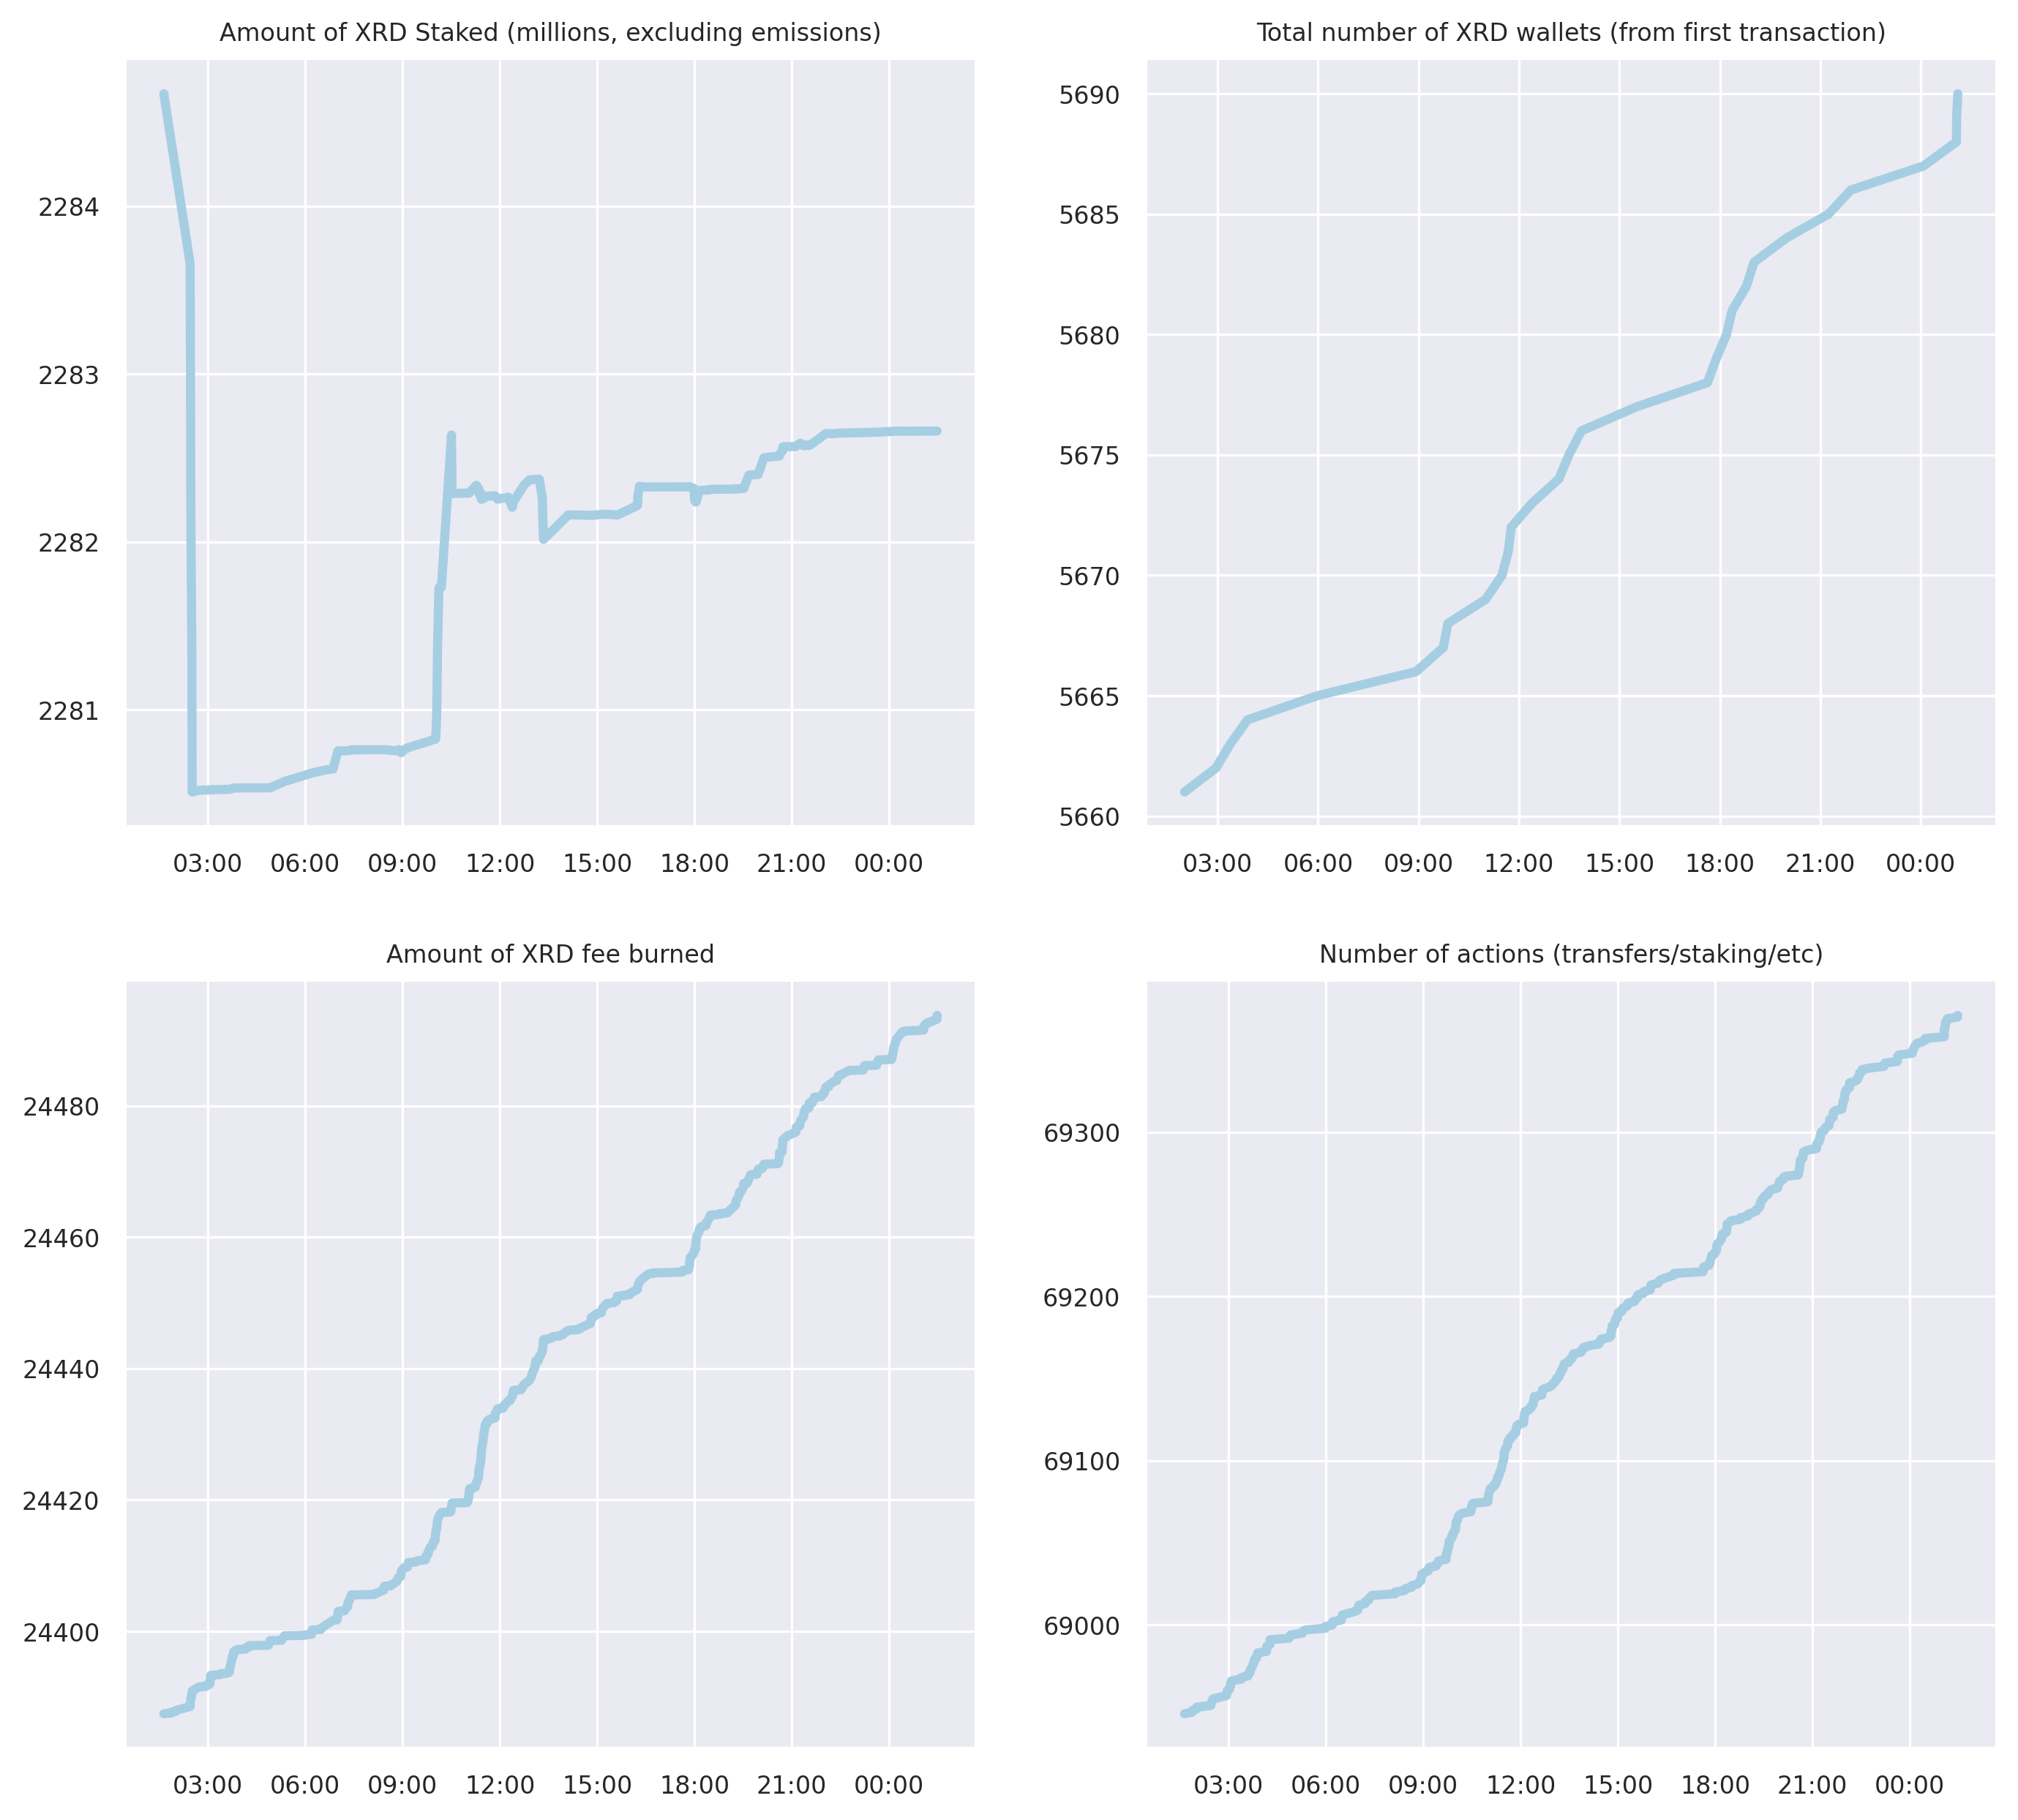 Amount of XRD Staked (millions, excluding emissions)
2284
2283
2282
2281
03:00 06:00 09:00 12:00 15:00 18:00 21:00 00:00
Total number of XRD wallets (from first transaction)
5690
5685
5680
5675
5670
5665
5660
03:00 06:00 09:00 12:00 15:00 18:00 21:00 00:00
Amount of XRD fee burned
24480
24460
24440
24420
24400
03:00 06:00 09:00 12:00 15:00 18:00 21:00 00:00
Number of actions (transfers/staking/etc)
69300
69200
69100
69000
03:00 06:00 09:00 12:00 15:00 18:00 21:00 00:00